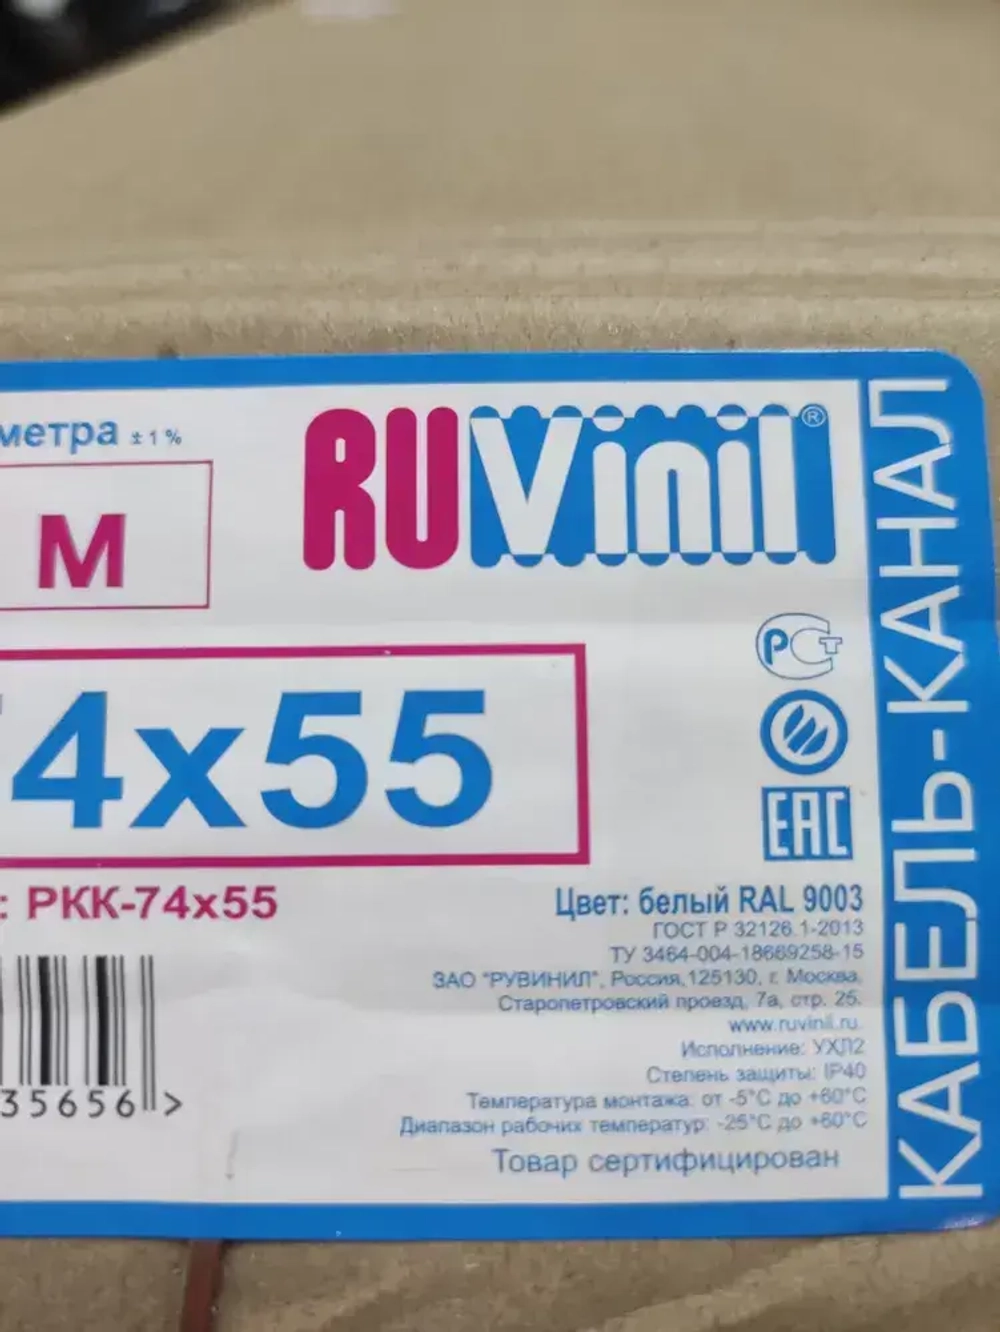 метра ±1%
RUVinil®
М
РСТ
4x55
ЕАС
: РКК-74x55
Цвет: белый RAL 9003
ГОСТ Р 32126.1-2013
ТУ 3464-004-18669258-15
ЗАО "РУВИНИЛ", Россия,125130, г. Москва,
Старопетровский проезд, 7а, стр. 25.
www.ruvinil.ru.
Исполнение: УХЛ2
Степень защиты: IP40
Температура монтажа: от -5°C до +60°C
Диапазон рабочих температур: -25°C до +60°C
Товар сертифицирован
35656 >
КАБЕЛЬ-КАНАЛ